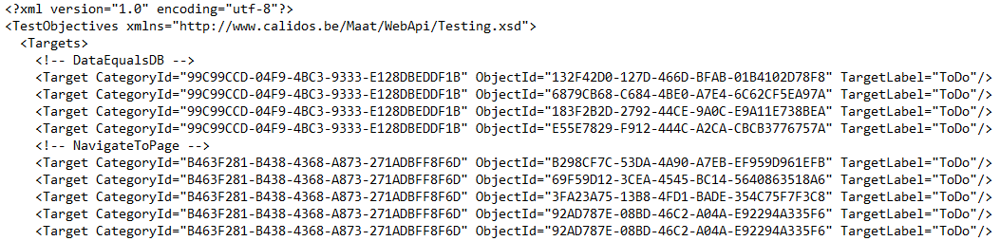 <?xml version="1.0" encoding="utf-8"?>
<TestObjectives xmlns="http://www.calidos.be/Maat/WebApi/Testing.xsd">
<Targets>
<!-- DataEqualsDB -->
<Target CategoryId="99C99CCD-04F9-4BC3-9333-E128DBEDDF1B" ObjectId="132F42D0-127D-466D-BFAB-01B4102D78F8" TargetLabel="ToDo"/>
<Target CategoryId="99C99CCD-04F9-4BC3-9333-E128DBEDDF1B" ObjectId="6879CB68-C684-4BE0-A7E4-6C62CF5EA97A" TargetLabel="ToDo"/>
<Target CategoryId="99C99CCD-04F9-4BC3-9333-E128DBEDDF1B" ObjectId="183F2B2D-2792-44CE-9A0C-E9A11E738BEA" TargetLabel="ToDo"/>
<Target CategoryId="99C99CCD-04F9-4BC3-9333-E128DBEDDF1B" ObjectId="E55E7829-F912-444C-A2CA-CBCB3776757A" TargetLabel="ToDo"/>
<!-- NavigateToPage -->
<Target CategoryId="B463F281-B438-4368-A873-271ADBFF8F6D" ObjectId="B298CF7C-53DA-4A90-A7EB-EF959D961EFB" TargetLabel="ToDo"/>
<Target CategoryId="B463F281-B438-4368-A873-271ADBFF8F6D" ObjectId="69F59D12-3CEA-4545-BC14-5640863518A6" TargetLabel="ToDo"/>
<Target CategoryId="B463F281-B438-4368-A873-271ADBFF8F6D" ObjectId="3FA23A75-13B8-4FD1-BADE-354C75F7F3C8" TargetLabel="ToDo"/>
<Target CategoryId="B463F281-B438-4368-A873-271ADBFF8F6D" ObjectId="92AD787E-08BD-46C2-A04A-E92294A335F6" TargetLabel="ToDo"/>
<Target CategoryId="B463F281-B438-4368-A873-271ADBFF8F6D" ObjectId="92AD787E-08BD-46C2-A04A-E92294A335F6" TargetLabel="ToDo"/>